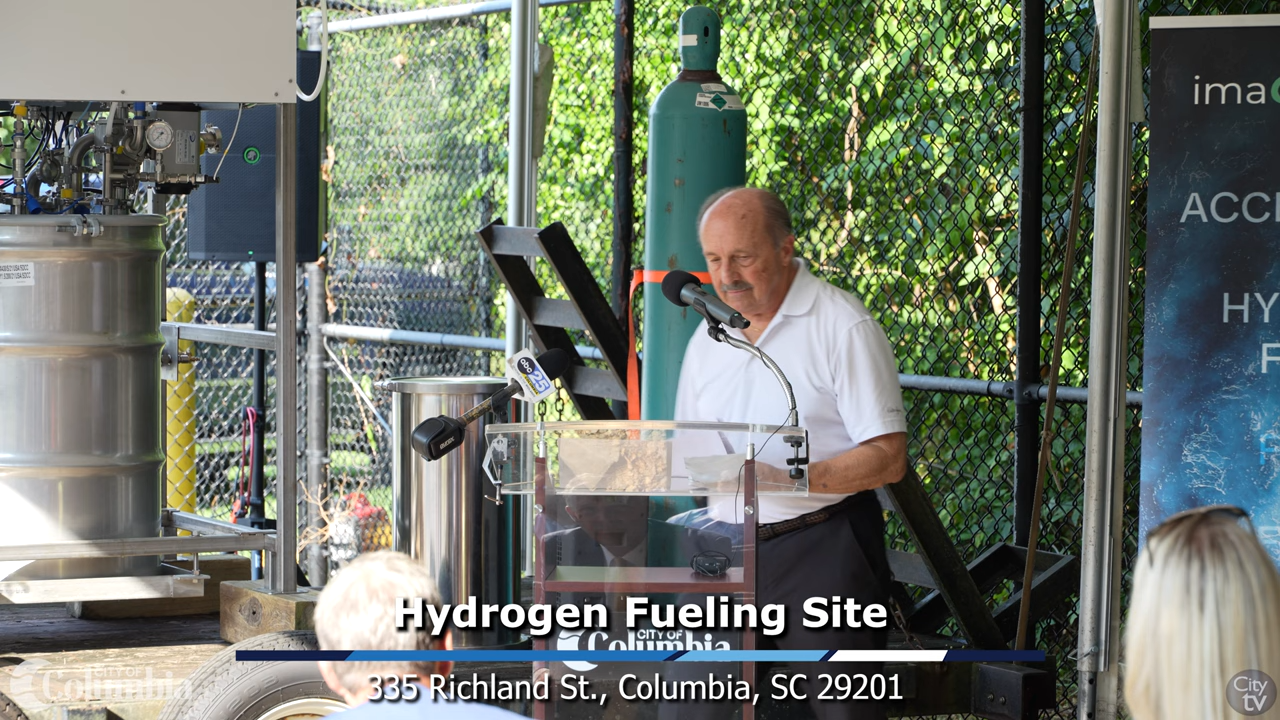 ima
ACC
HY
F
abc
25
CITY OF
Columbia
Hydrogen Fueling Site
335 Richland St., Columbia, SC 29201
CITY OF
Columbia
City
tv